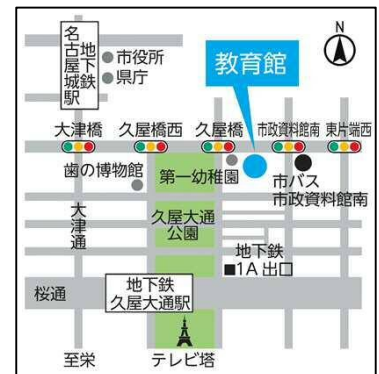 N
地下鉄
名古屋城駅
市役所
県庁
教育館
大津橋
久屋橋西
久屋橋
市政資料館南
東片端西
歯の博物館
第一幼稚園
市バス
市政資料館南
大津通
久屋大通
公園
地下鉄
■1A 出口
桜通
地下鉄
久屋大通駅
至栄
テレビ塔